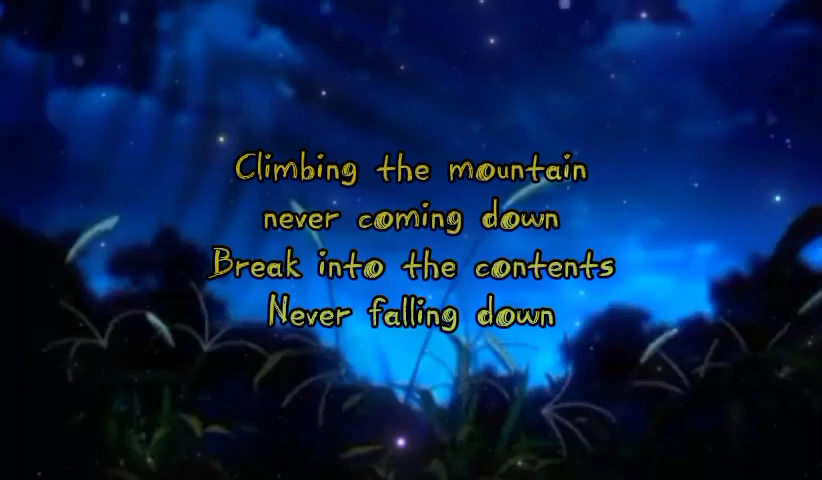 Climbing the mountain
never coming down
Break into the contents
Never falling down